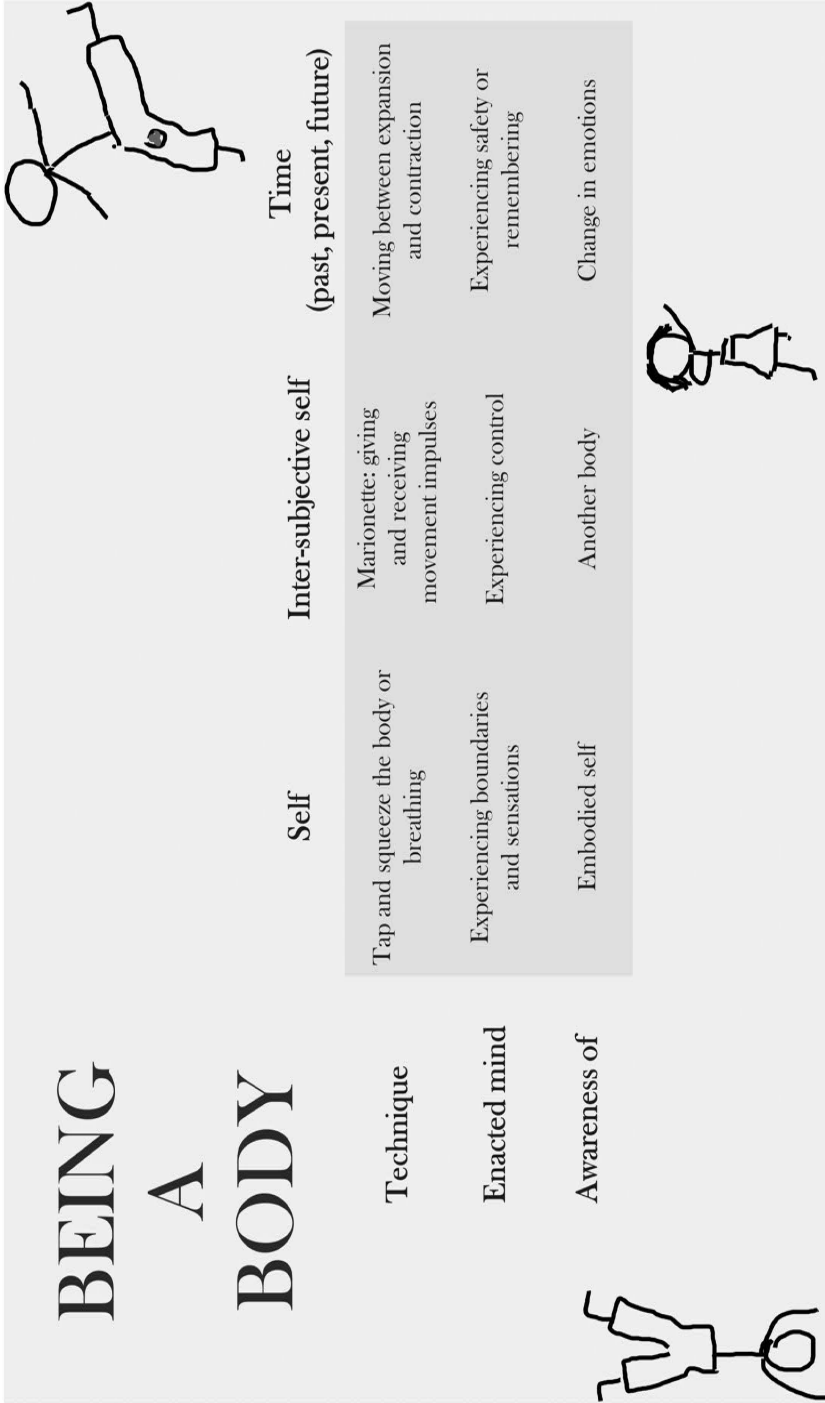 BEING
A
BODY
Self
Inter-subjective self
Time
(past, present, future)
Technique
Tap and squeeze the body or
breathing
Marionette: giving
and receiving
movement impulses
Moving between expansion
and contraction
Enacted mind
Experiencing boundaries
and sensations
Experiencing control
Experiencing safety or
remembering
Awareness of
Embodied self
Another body
Change in emotions